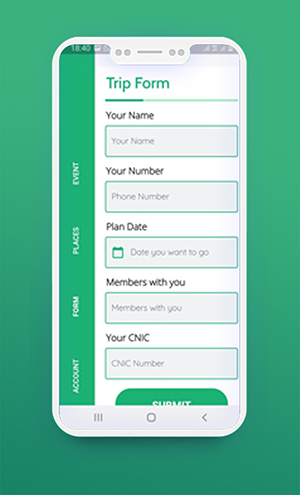 18:40
Trip Form
Your Name
Your Name
Your Number
Phone Number
Plan Date
Date you want to go
Members with you
Members with you
Your CNIC
CNIC Number
SUBMIT
EVENT
PLACES
FORM
ACCOUNT